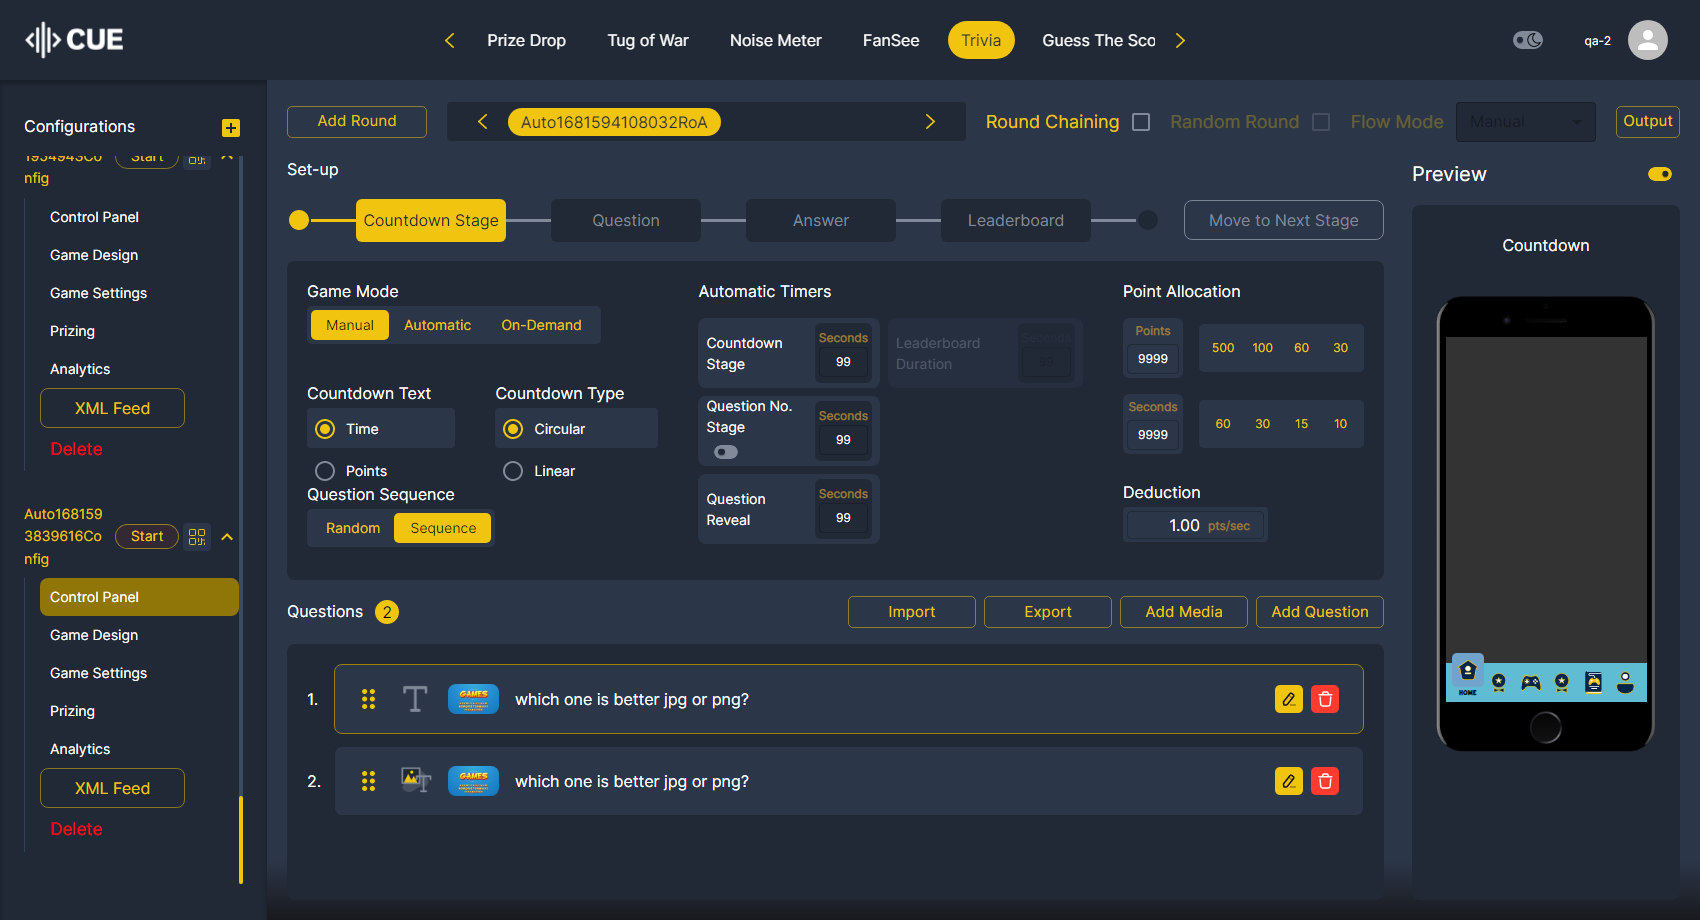 CUE
Prize Drop
Tug of War
Noise Meter
FanSee
Trivia
Guess The Sco
qa-2
Configurations
nfig
Control Panel
Game Design
Game Settings
Prizing
Analytics
XML Feed
Delete
Auto168159
3839616Co
nfig
Start
Control Panel
Game Design
Game Settings
Prizing
Analytics
XML Feed
Delete
Add Round
Auto1681594108032RoA
Round Chaining
Random Round
Flow Mode
Manual
Output
Set-up
Countdown Stage
Question
Answer
Leaderboard
Move to Next Stage
Game Mode
Manual
Automatic
On-Demand
Countdown Text
Time
Points
Countdown Type
Circular
Linear
Question Sequence
Random
Sequence
Automatic Timers
Countdown
Stage
Seconds
99
Leaderboard
Duration
Seconds
99
Question No.
Stage
Seconds
99
Question
Reveal
Seconds
99
Point Allocation
Points
9999
500 100 60 30
Seconds
9999
60 30 15 10
Deduction
1.00 pts/sec
Questions 2
Import
Export
Add Media
Add Question
1. T GAMES which one is better jpg or png?
2. T GAMES which one is better jpg or png?
Preview
Countdown
HOME